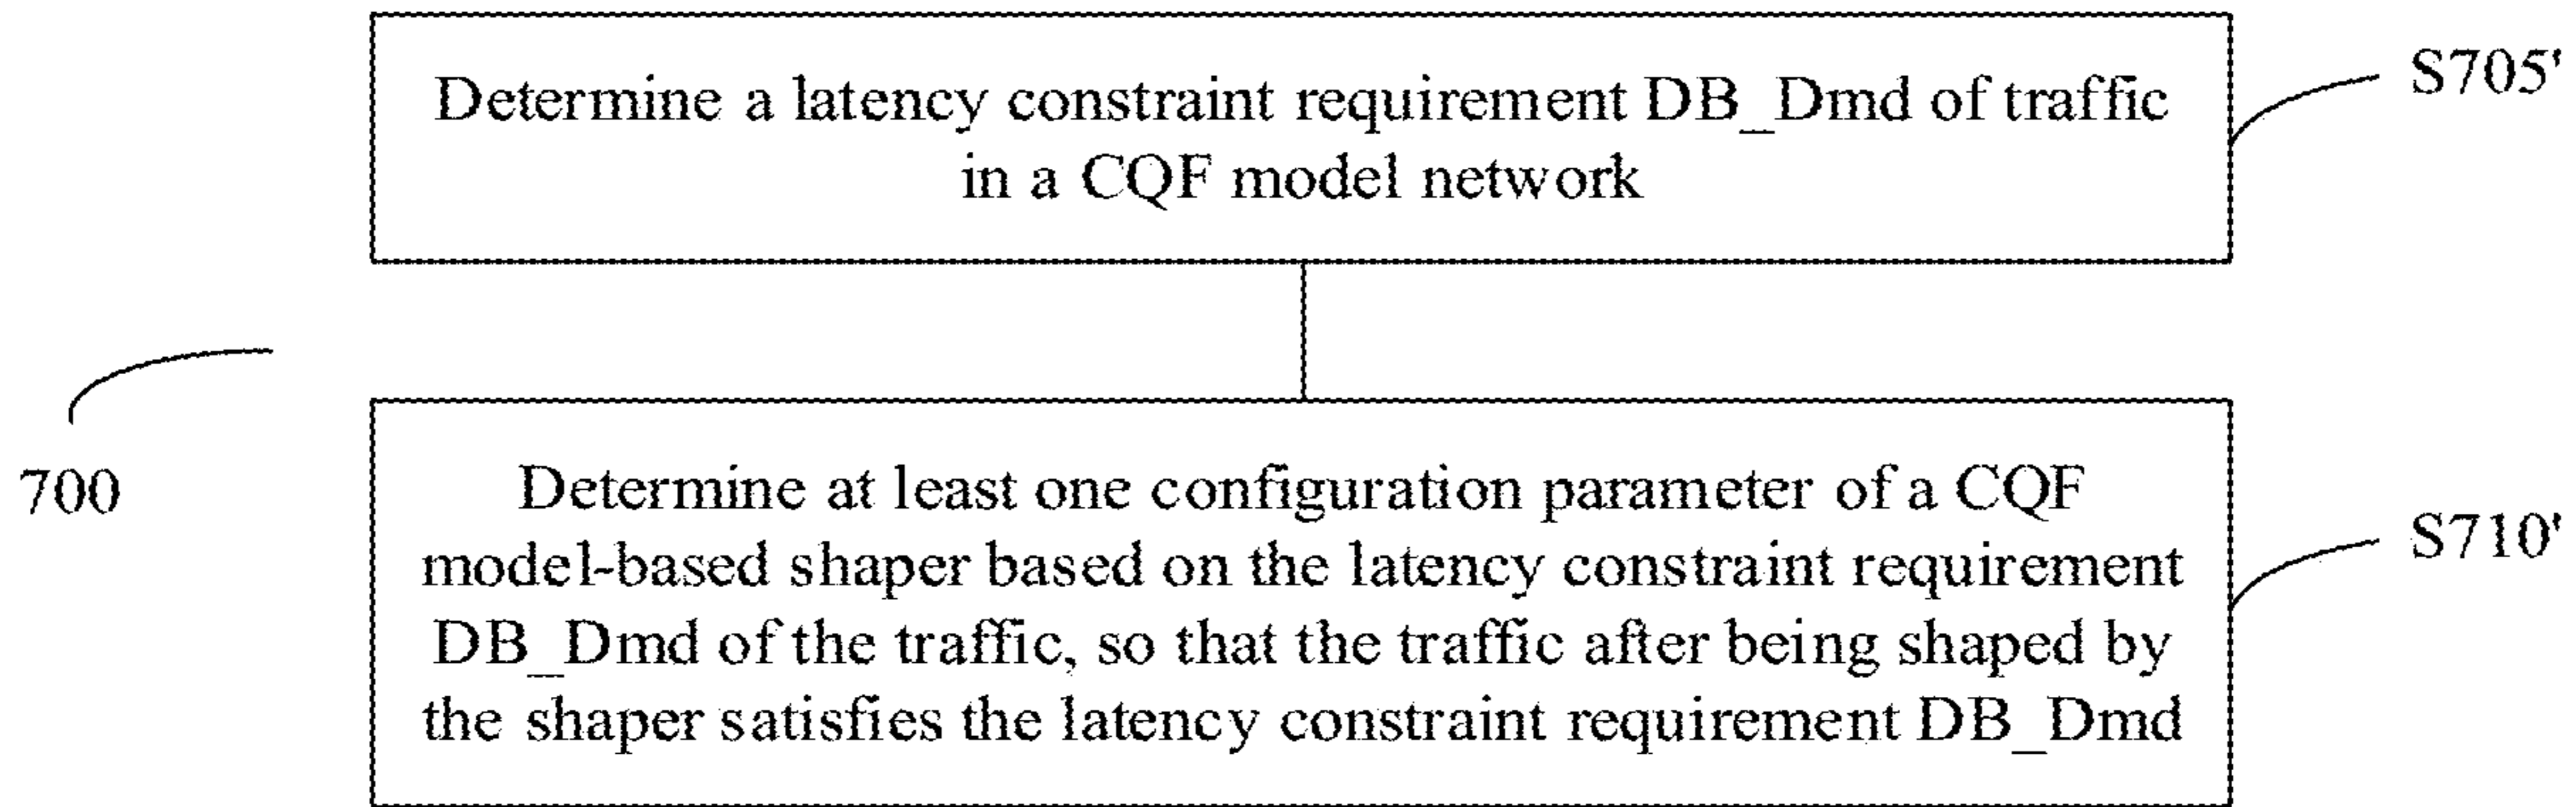 Determine a latency constraint requirement DB_Dmd of traffic
in a CQF model network
S705'
700
Determine at least one configuration parameter of a CQF
model-based shaper based on the latency constraint requirement
DB_Dmd of the traffic, so that the traffic after being shaped by
the shaper satisfies the latency constraint requirement DB_Dmd
S710'